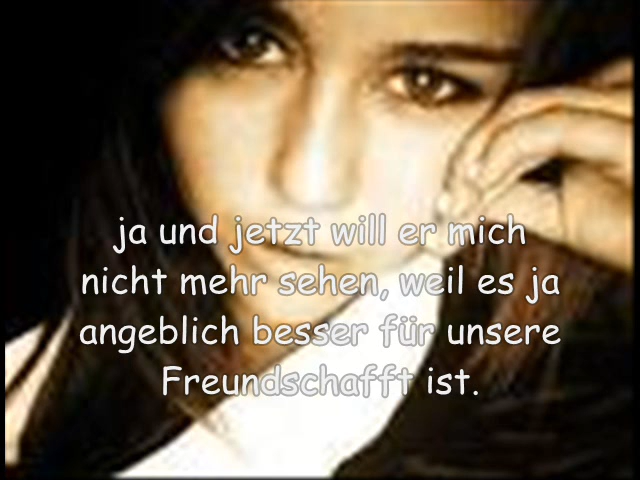 ja und jetzt will er mich
nicht mehr sehen, weil es ja
angeblich besser für unsere
Freundschafft ist.